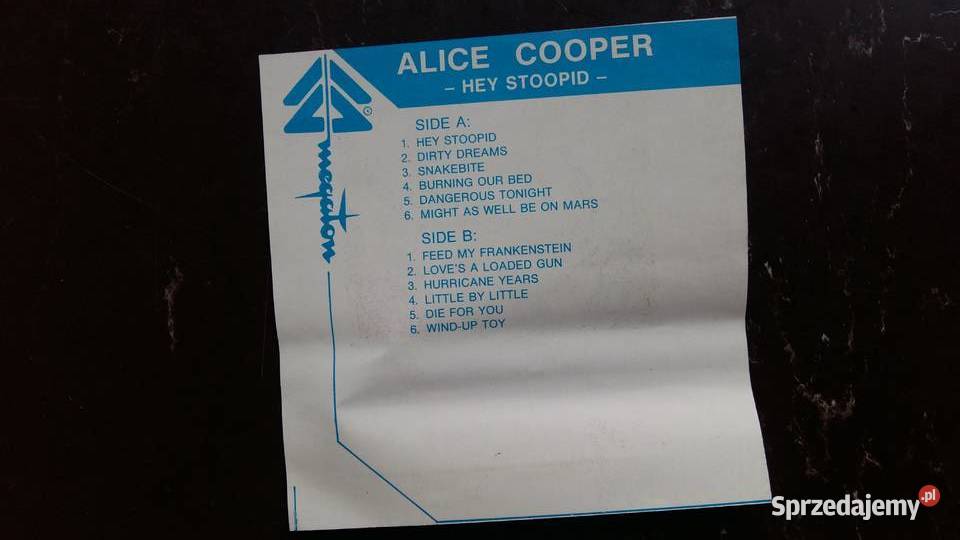 ALICE COOPER
– HEY STOOPID –
megaton
SIDE A:
1. HEY STOOPID
2. DIRTY DREAMS
3. SNAKEBITE
4. BURNING OUR BED
5. DANGEROUS TONIGHT
6. MIGHT AS WELL BE ON MARS
SIDE B:
1. FEED MY FRANKENSTEIN
2. LOVE'S A LOADED GUN
3. HURRICANE YEARS
4. LITTLE BY LITTLE
5. DIE FOR YOU
6. WIND-UP TOY
Sprzedajemy.pl